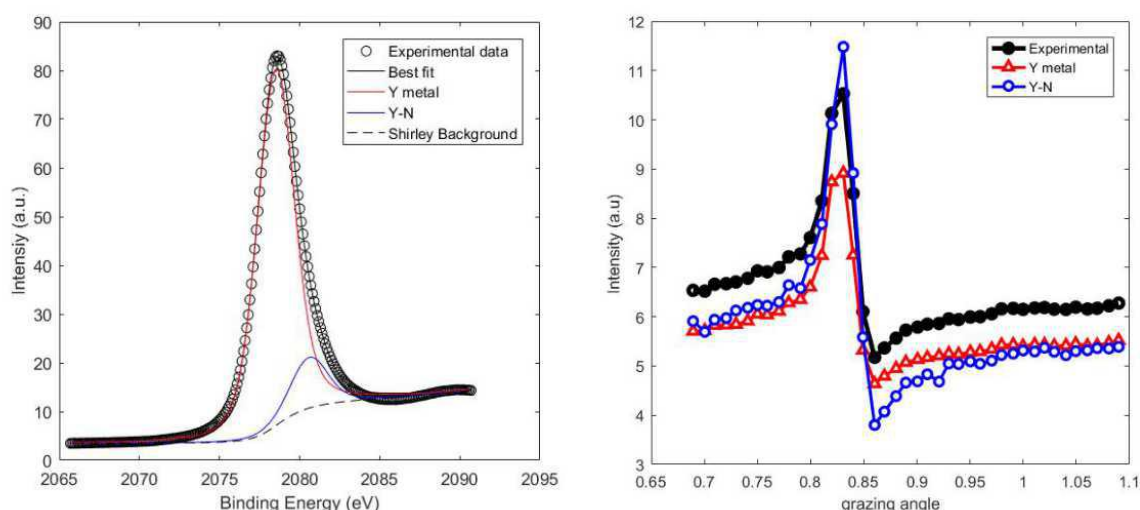 90
80
70
60
50
40
30
20
10
0
Intensiy (a.u.)
Experimental data
Best fit
Y metal
Y-N
Shirley Background
2065 2070 2075 2080 2085 2090 2095
Binding Energy (eV)
12
11
10
9
8
7
6
5
4
3
Intensity (a.u)
Experimental
Y metal
Y-N
0.65 0.7 0.75 0.8 0.85 0.9 0.95 1 1.05 1.1
grazing angle